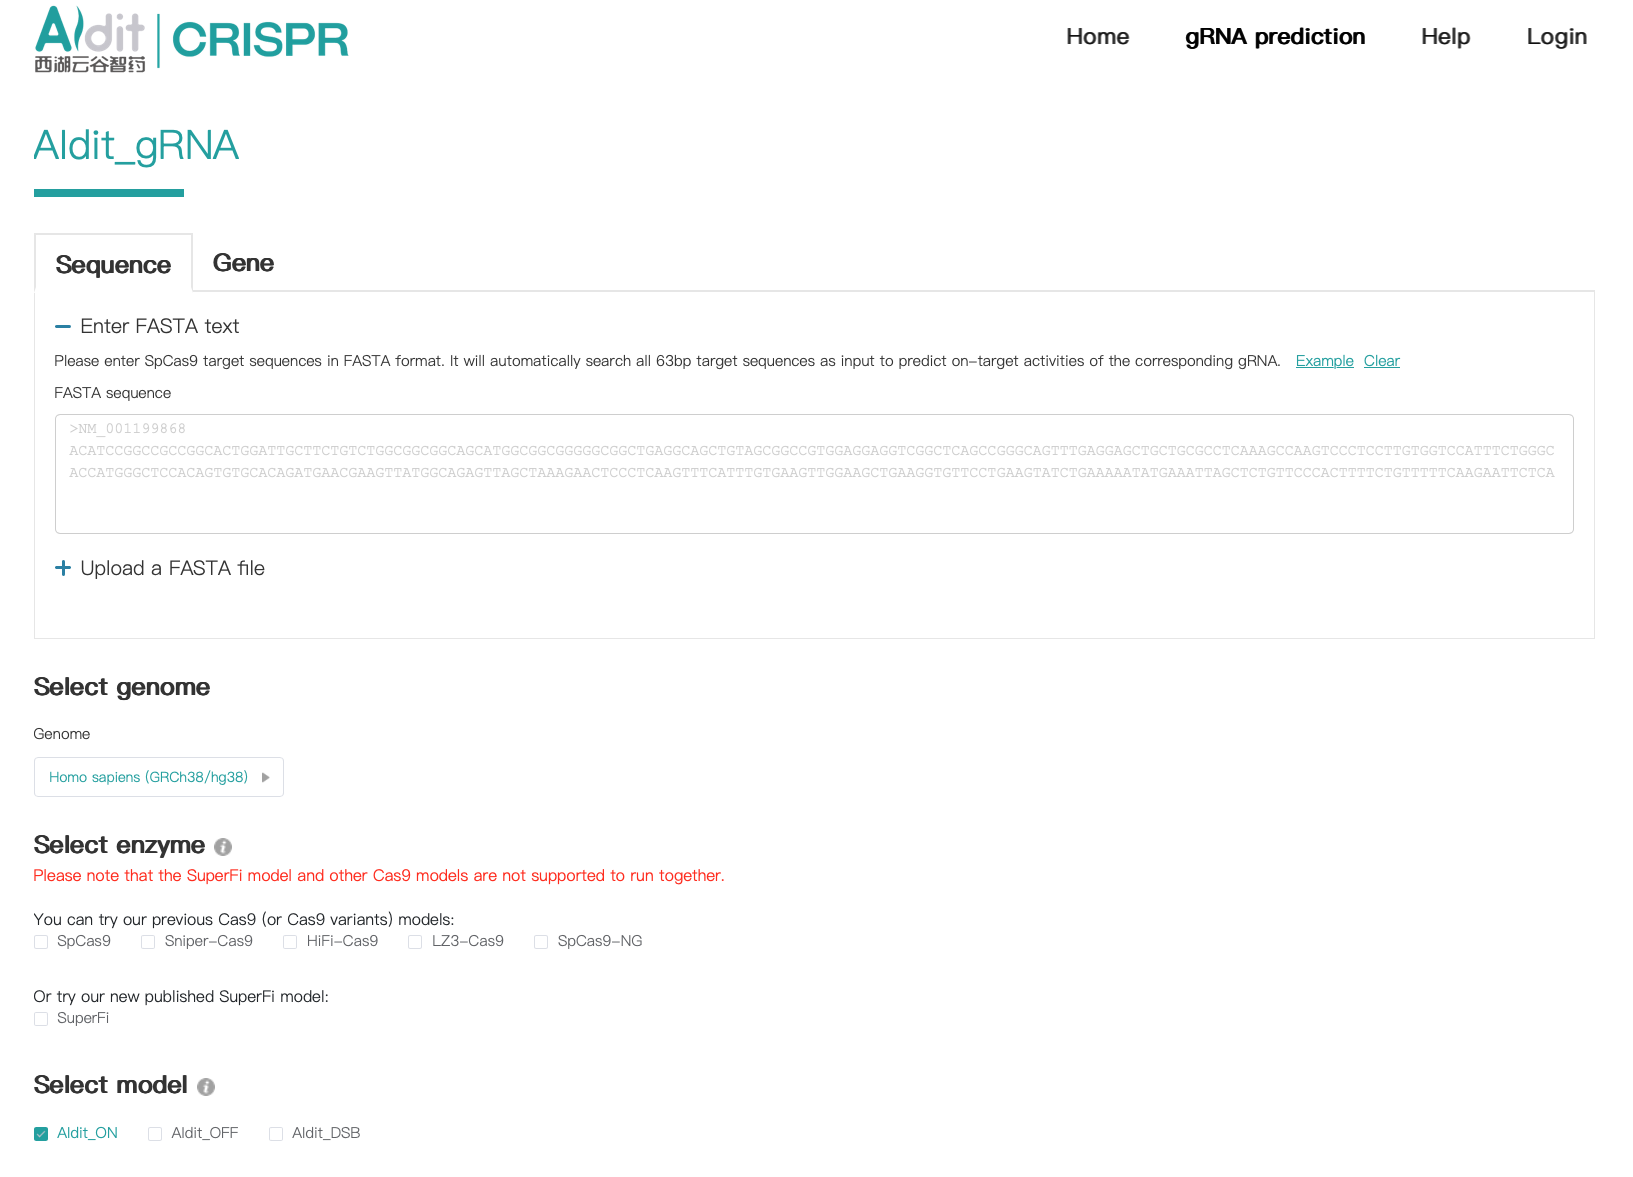 AIdit
西湖云谷智药
CRISPR
Home gRNA prediction Help Login
AIdit_gRNA
Sequence Gene
Enter FASTA text
Please enter SpCas9 target sequences in FASTA format. It will automatically search all 63bp target sequences as input to predict on-target activities of the corresponding gRNA. Example Clear
FASTA sequence
>NM_001199868
ACATCCGGCCGCCGGCACTGGATTGCTTCTGTCTGGCGGCGGCAGCATGGCGGCGGGGGCGGCTGAGGCAGCTGTAGCGGCCGTGGAGGAGGTCGGCTCAGCCGGGCAGTTTGAGGAGCTGCTGCGCCTCAAAGCCAAGTCCCTCCTTGTGGTCCATTTCTGGGC
ACCATGGGCTCCACAGTGTGCACAGATGAACGAAGTTATGGCAGAGTTAGCTAAAGAACTCCCTCAAGTTTCATTTGTGAAGTTGGAAGCTGAAGGTGTTCCTGAAGTATCTGAAAAATATGAAATTAGCTCTGTTCCCACTTTTCTGTTTTTCAAGAATTCTCA
Upload a FASTA file
Select genome
Genome
Homo sapiens (GRCh38/hg38)
Select enzyme
Please note that the SuperFi model and other Cas9 models are not supported to run together.
You can try our previous Cas9 (or Cas9 variants) models:
SpCas9 Sniper-Cas9 HiFi-Cas9 LZ3-Cas9 SpCas9-NG
Or try our new published SuperFi model:
SuperFi
Select model
AIdit_ON AIdit_OFF AIdit_DSB